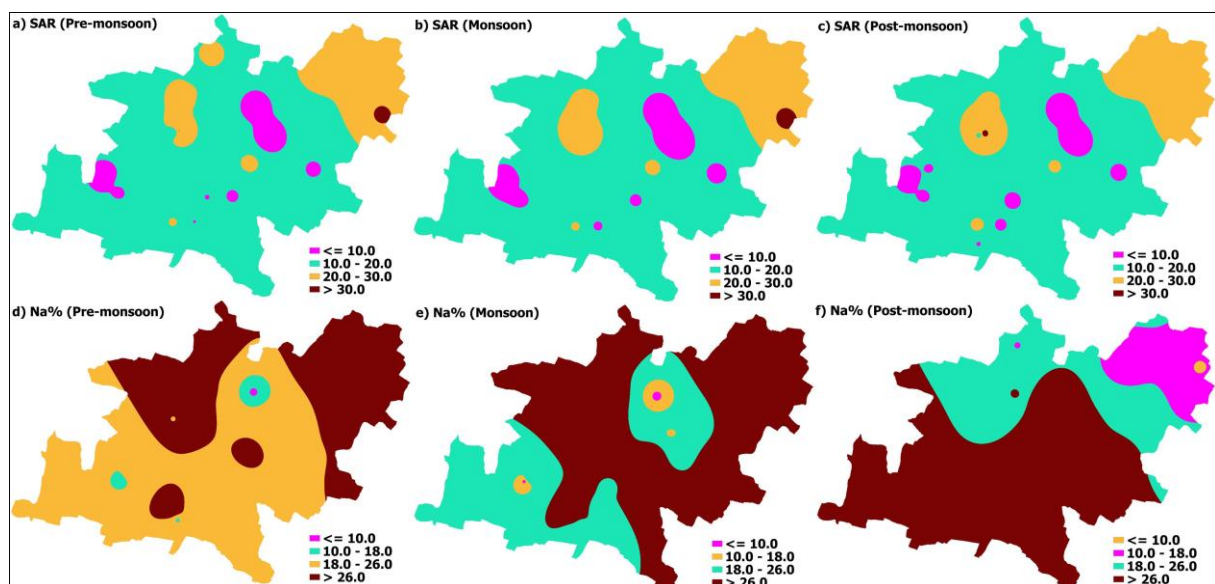 a) SAR (Pre-monsoon)
<= 10.0
10.0 - 20.0
20.0 - 30.0
> 30.0
b) SAR (Monsoon)
<= 10.0
10.0 - 20.0
20.0 - 30.0
> 30.0
c) SAR (Post-monsoon)
<= 10.0
10.0 - 20.0
20.0 - 30.0
> 30.0
d) Na% (Pre-monsoon)
<= 10.0
10.0 - 18.0
18.0 - 26.0
> 26.0
e) Na% (Monsoon)
<= 10.0
10.0 - 18.0
18.0 - 26.0
> 26.0
f) Na% (Post-monsoon)
<= 10.0
10.0 - 18.0
18.0 - 26.0
> 26.0